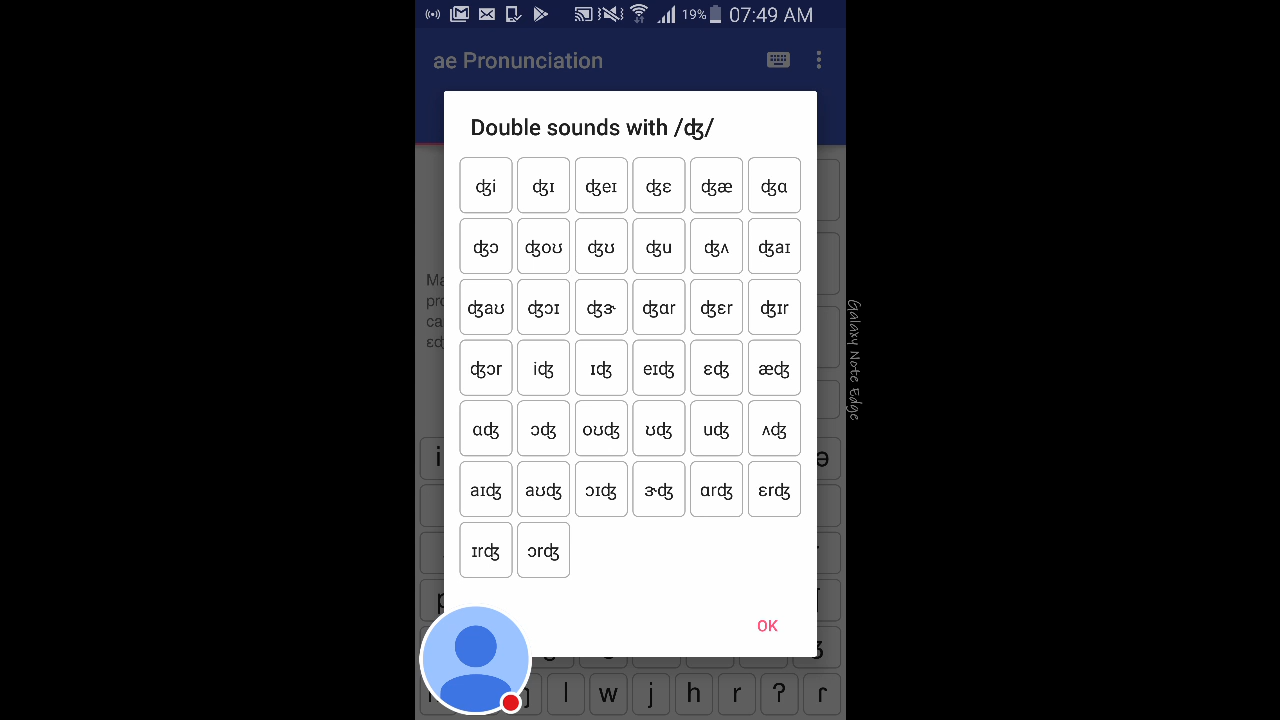 19% 07:49 AM
ae Pronunciation
Double sounds with /ʤ/
ʤi ʤɪ ʤeɪ ʤɛ ʤæ ʤɑ
ʤɔ ʤoʊ ʤʊ ʤu ʤʌ ʤaɪ
ʤaʊ ʤɔɪ ʤɝ ʤɑr ʤɛr ʤɪr
ʤɔr iʤ ɪʤ eɪʤ ɛʤ æʤ
ɑʤ ɔʤ oʊʤ ʊʤ uʤ ʌʤ
aɪʤ aʊʤ ɔɪʤ ɝʤ ɑrʤ ɛrʤ
ɪrʤ ɔrʤ
OK
i ə
l w j h r ʔ ɾ
Galaxy Note Edge